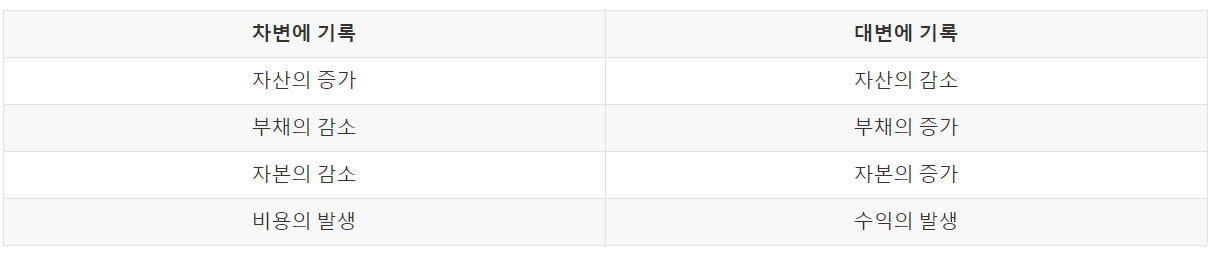 차변에 기록 대변에 기록
자산의 증가 자산의 감소
부채의 감소 부채의 증가
자본의 감소 자본의 증가
비용의 발생 수익의 발생